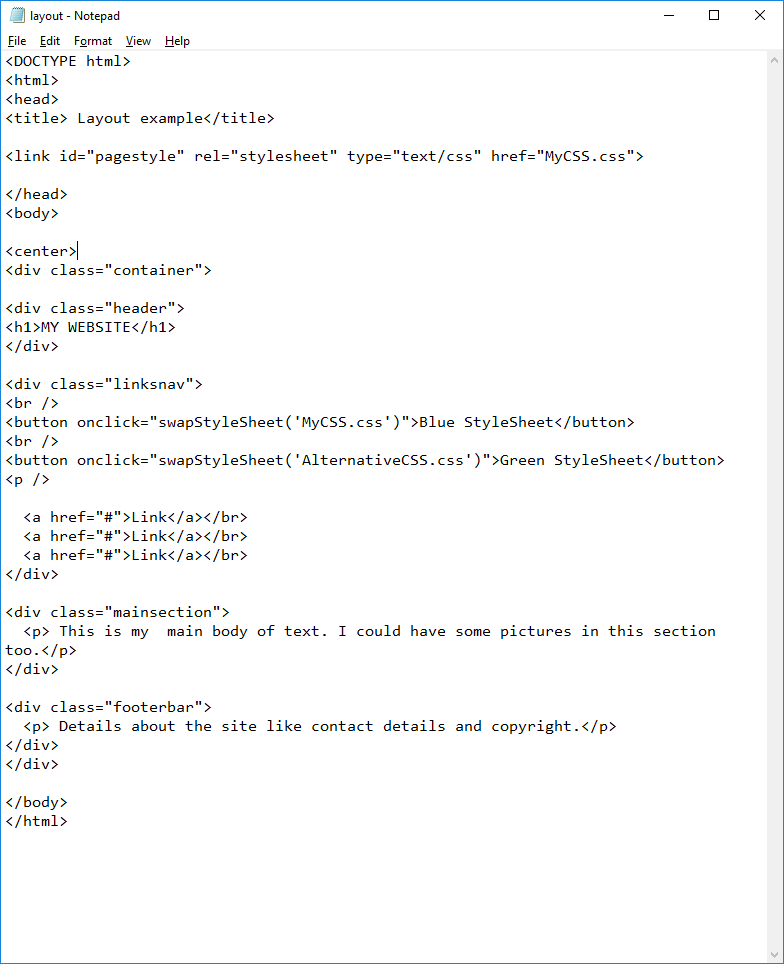 layout - Notepad
File Edit Format View Help
<DOCTYPE html>
<html>
<head>
<title> Layout example</title>

<link id="pagestyle" rel="stylesheet" type="text/css" href="MyCSS.css">

</head>
<body>

<center>
<div class="container">

<div class="header">
<h1>MY WEBSITE</h1>
</div>

<div class="linksnav">
<br />
<button onclick="swapStyleSheet('MyCSS.css')">Blue StyleSheet</button>
<br />
<button onclick="swapStyleSheet('AlternativeCSS.css')">Green StyleSheet</button>
<p />

  <a href="#">Link</a></br>
  <a href="#">Link</a></br>
  <a href="#">Link</a></br>
</div>

<div class="mainsection">
  <p> This is my  main body of text. I could have some pictures in this section
too.</p>
</div>

<div class="footerbar">
  <p> Details about the site like contact details and copyright.</p>
</div>
</div>

</body>
</html>